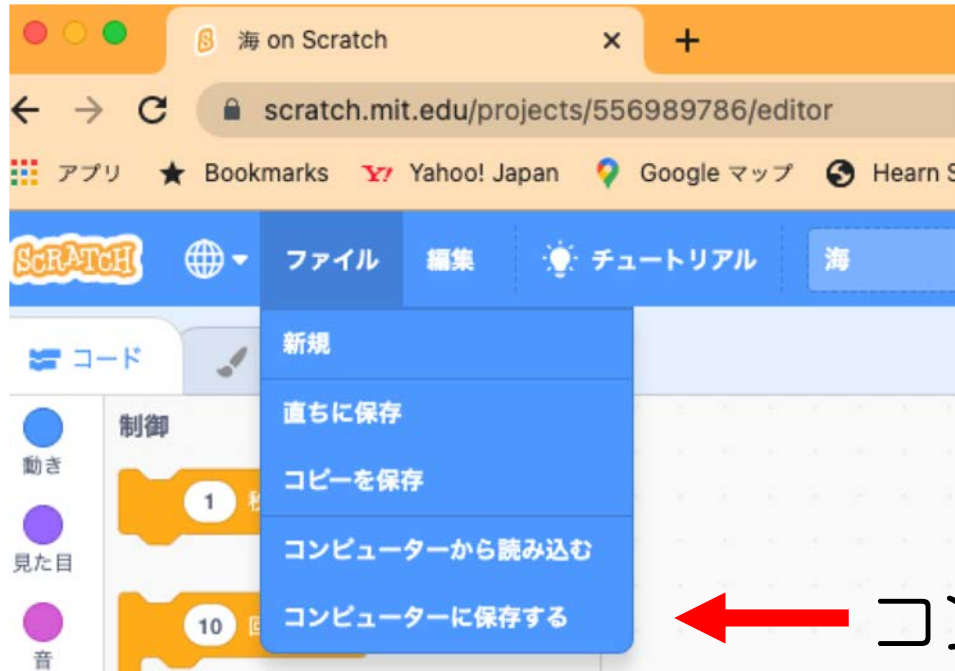 海 on Scratch
scratch.mit.edu/projects/556989786/editor
アプリ Bookmarks Yahoo! Japan Google マップ Hearn
SCRATCH ファイル 編集 チュートリアル 海
コード
新規
制御
直ちに保存
動き
コピーを保存
1
見た目
コンピューターから読み込む
10
コンピューターに保存する
コン
音